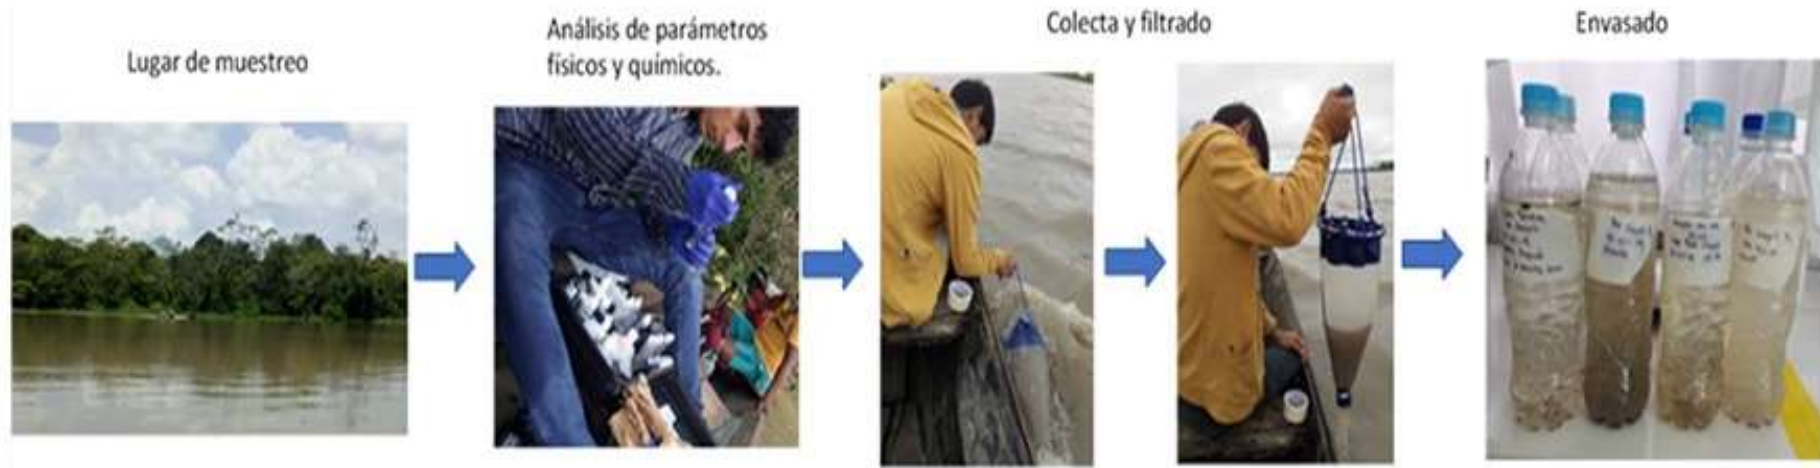 Lugar de muestreo
Análisis de parámetros
físicos y químicos.
Colecta y filtrado
Envasado